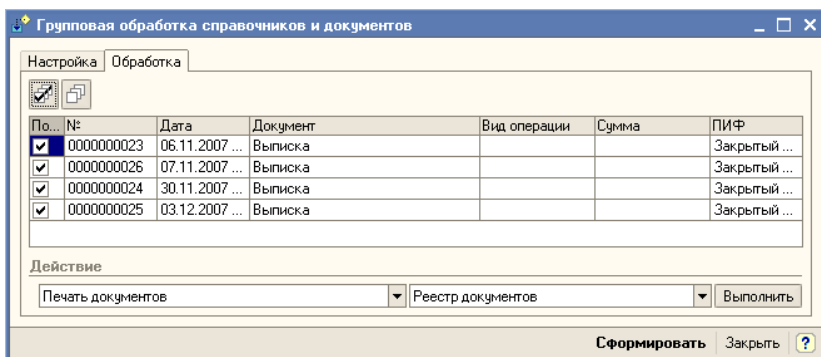 Групповая обработка справочников и документов
Настройка Обработка
По... № Дата Документ Вид операции Сумма ПИФ
0000000023 06.11.2007 ... Выписка Закрытый ...
0000000026 07.11.2007 ... Выписка Закрытый ...
0000000024 30.11.2007 ... Выписка Закрытый ...
0000000025 03.12.2007 ... Выписка Закрытый ...
Действие
Печать документов Реестр документов Выполнить
Сформировать Закрыть ?